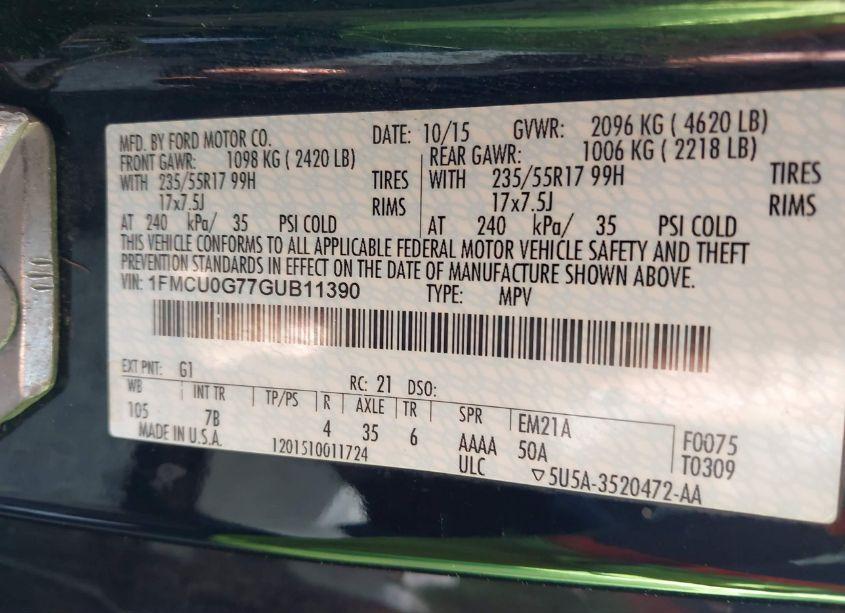 MFD. BY FORD MOTOR CO. DATE: 10/15 GVWR: 2096 KG ( 4620 LB)
FRONT GAWR: 1098 KG ( 2420 LB) REAR GAWR: 1006 KG ( 2218 LB)
WITH 235/55R17 99H TIRES WITH 235/55R17 99H TIRES
17x7.5J RIMS 17x7.5J RIMS
AT 240 kPa/ 35 PSI COLD AT 240 kPa/ 35 PSI COLD
THIS VEHICLE CONFORMS TO ALL APPLICABLE FEDERAL MOTOR VEHICLE SAFETY AND THEFT
PREVENTION STANDARDS IN EFFECT ON THE DATE OF MANUFACTURE SHOWN ABOVE.
VIN: 1FMCU0G77GUB11390 TYPE: MPV
EXT PNT: G1 RC: 21 DSO:
WB INT TR TP/PS R AXLE TR SPR EM21A F0075
105 7B 4 35 6 AAAA 50A T0309
MADE IN U.S.A. 1201510011724 ULC ▽5U5A-3520472-AA